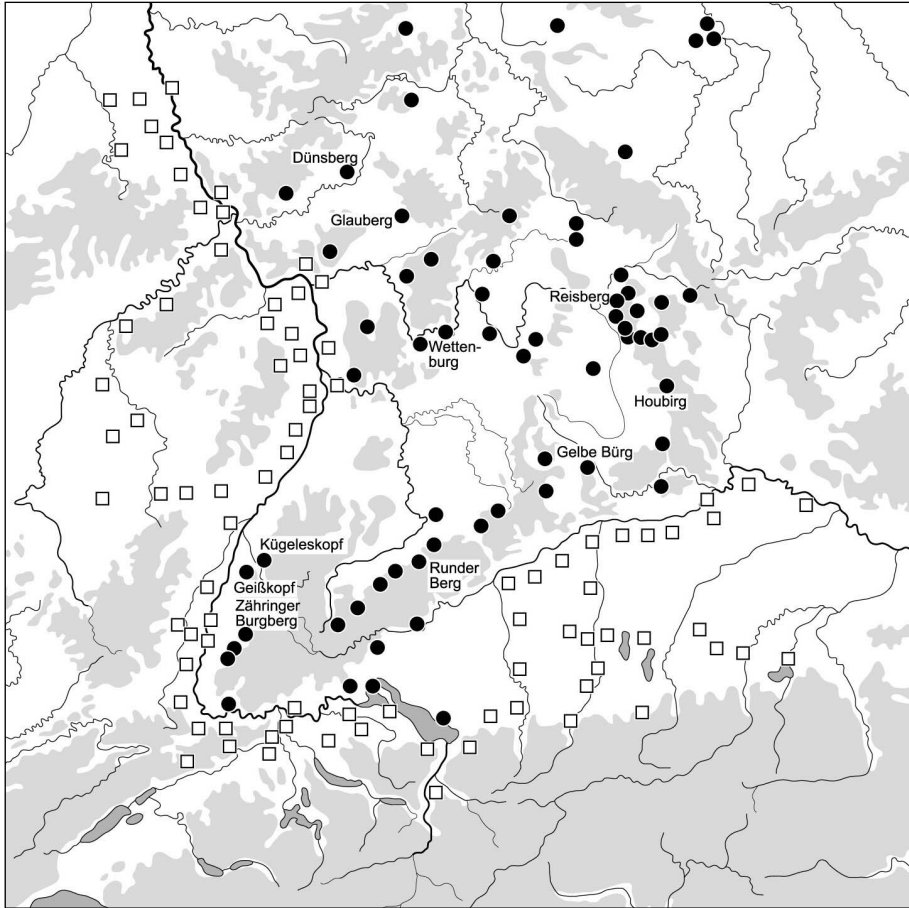 Dünsberg
Glauberg
Reisberg
Wetten-
burg
Houbirg
Gelbe Bürg
Kügeleskopf
Runder
Berg
Geißkopf
Zähringer
Burgberg